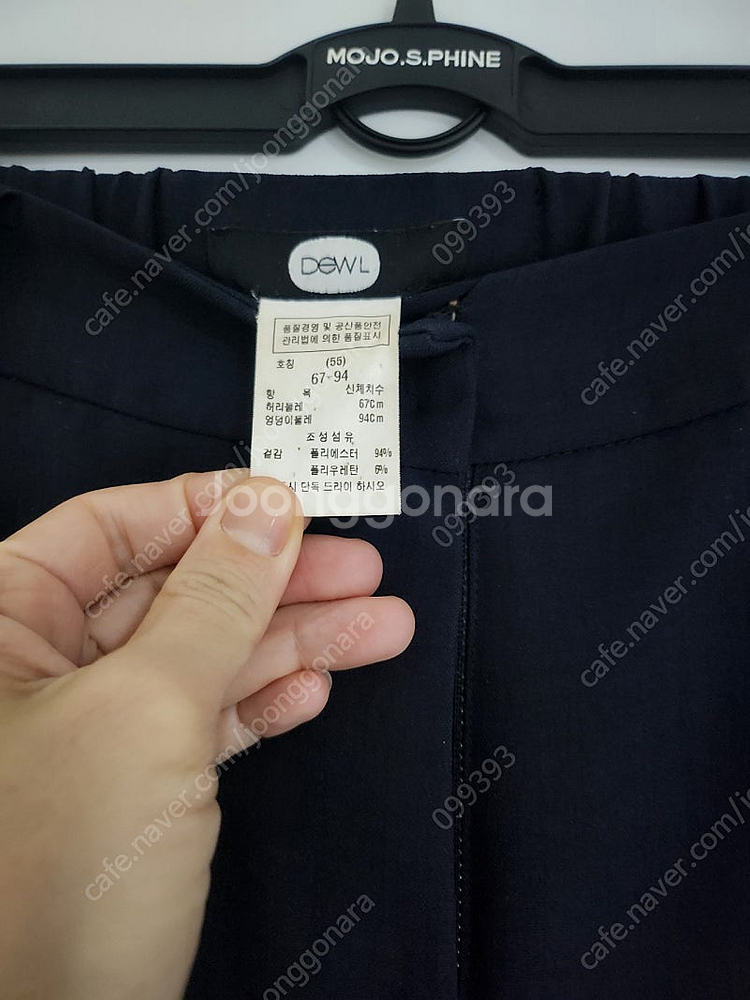 MOJO.S.PHINE
DeWL
품질경영 및 공산품안전
관리법에 의한 품질표시
호칭 (55)
67-94
항 목 신체치수
허리둘레 67Cm
엉덩이둘레 94Cm
조성섬유
겉감 폴리에스터 94%
폴리우레탄 6%
시 단독 드라이 하시오
joonggonara
cafe.naver.com/joonggonara
099393